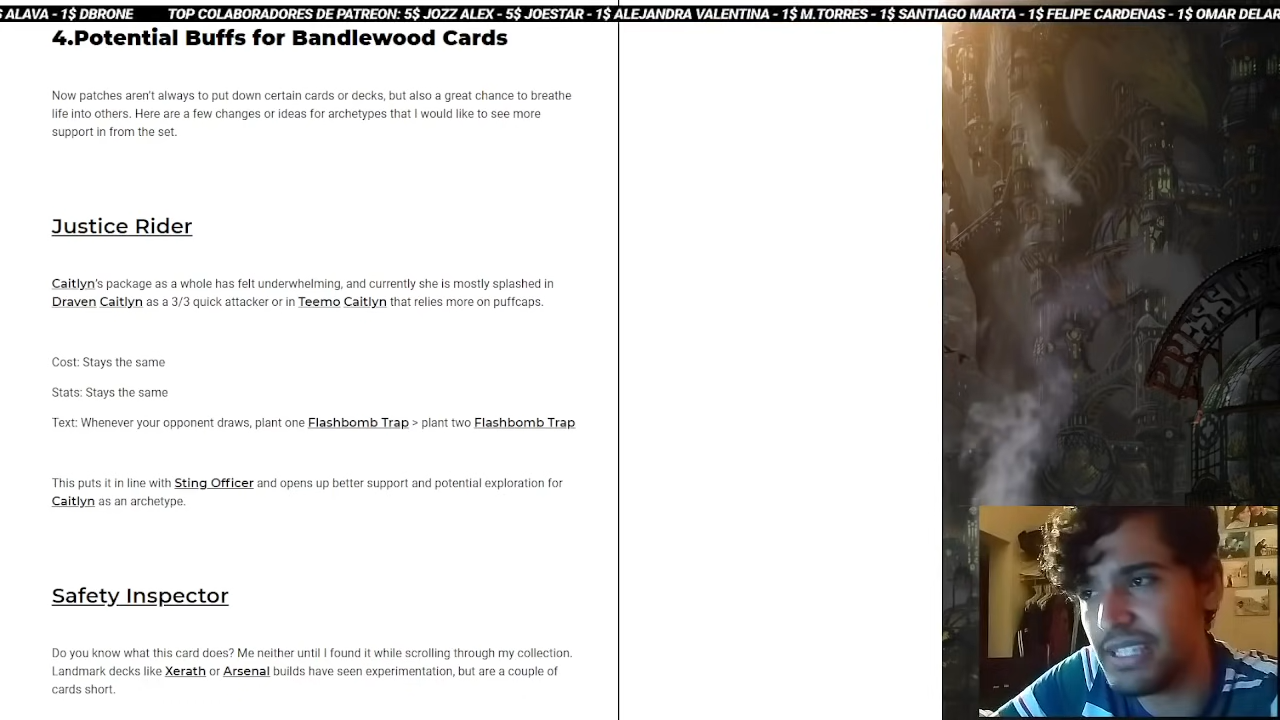 ALAVA - 1$ DBRONE TOP COLABORADORES DE PATREON: 5$ JOZZ ALEX - 5$ JOESTAR - 1$ ALEJANDRA VALENTINA - 1$ M.TORRES - 1$ SANTIAGO MARTA - 1$ FELIPE CARDENAS - 1$ OMAR DELAR
4.Potential Buffs for Bandlewood Cards
Now patches aren't always to put down certain cards or decks, but also a great chance to breathe
life into others. Here are a few changes or ideas for archetypes that I would like to see more
support in from the set.
Justice Rider
Caitlyn's package as a whole has felt underwhelming, and currently she is mostly splashed in
Draven Caitlyn as a 3/3 quick attacker or in Teemo Caitlyn that relies more on puffcaps.
Cost: Stays the same
Stats: Stays the same
Text: Whenever your opponent draws, plant one Flashbomb Trap > plant two Flashbomb Trap
This puts it in line with Sting Officer and opens up better support and potential exploration for
Caitlyn as an archetype.
Safety Inspector
Do you know what this card does? Me neither until I found it while scrolling through my collection.
Landmark decks like Xerath or Arsenal builds have seen experimentation, but are a couple of
cards short.
PRESSU